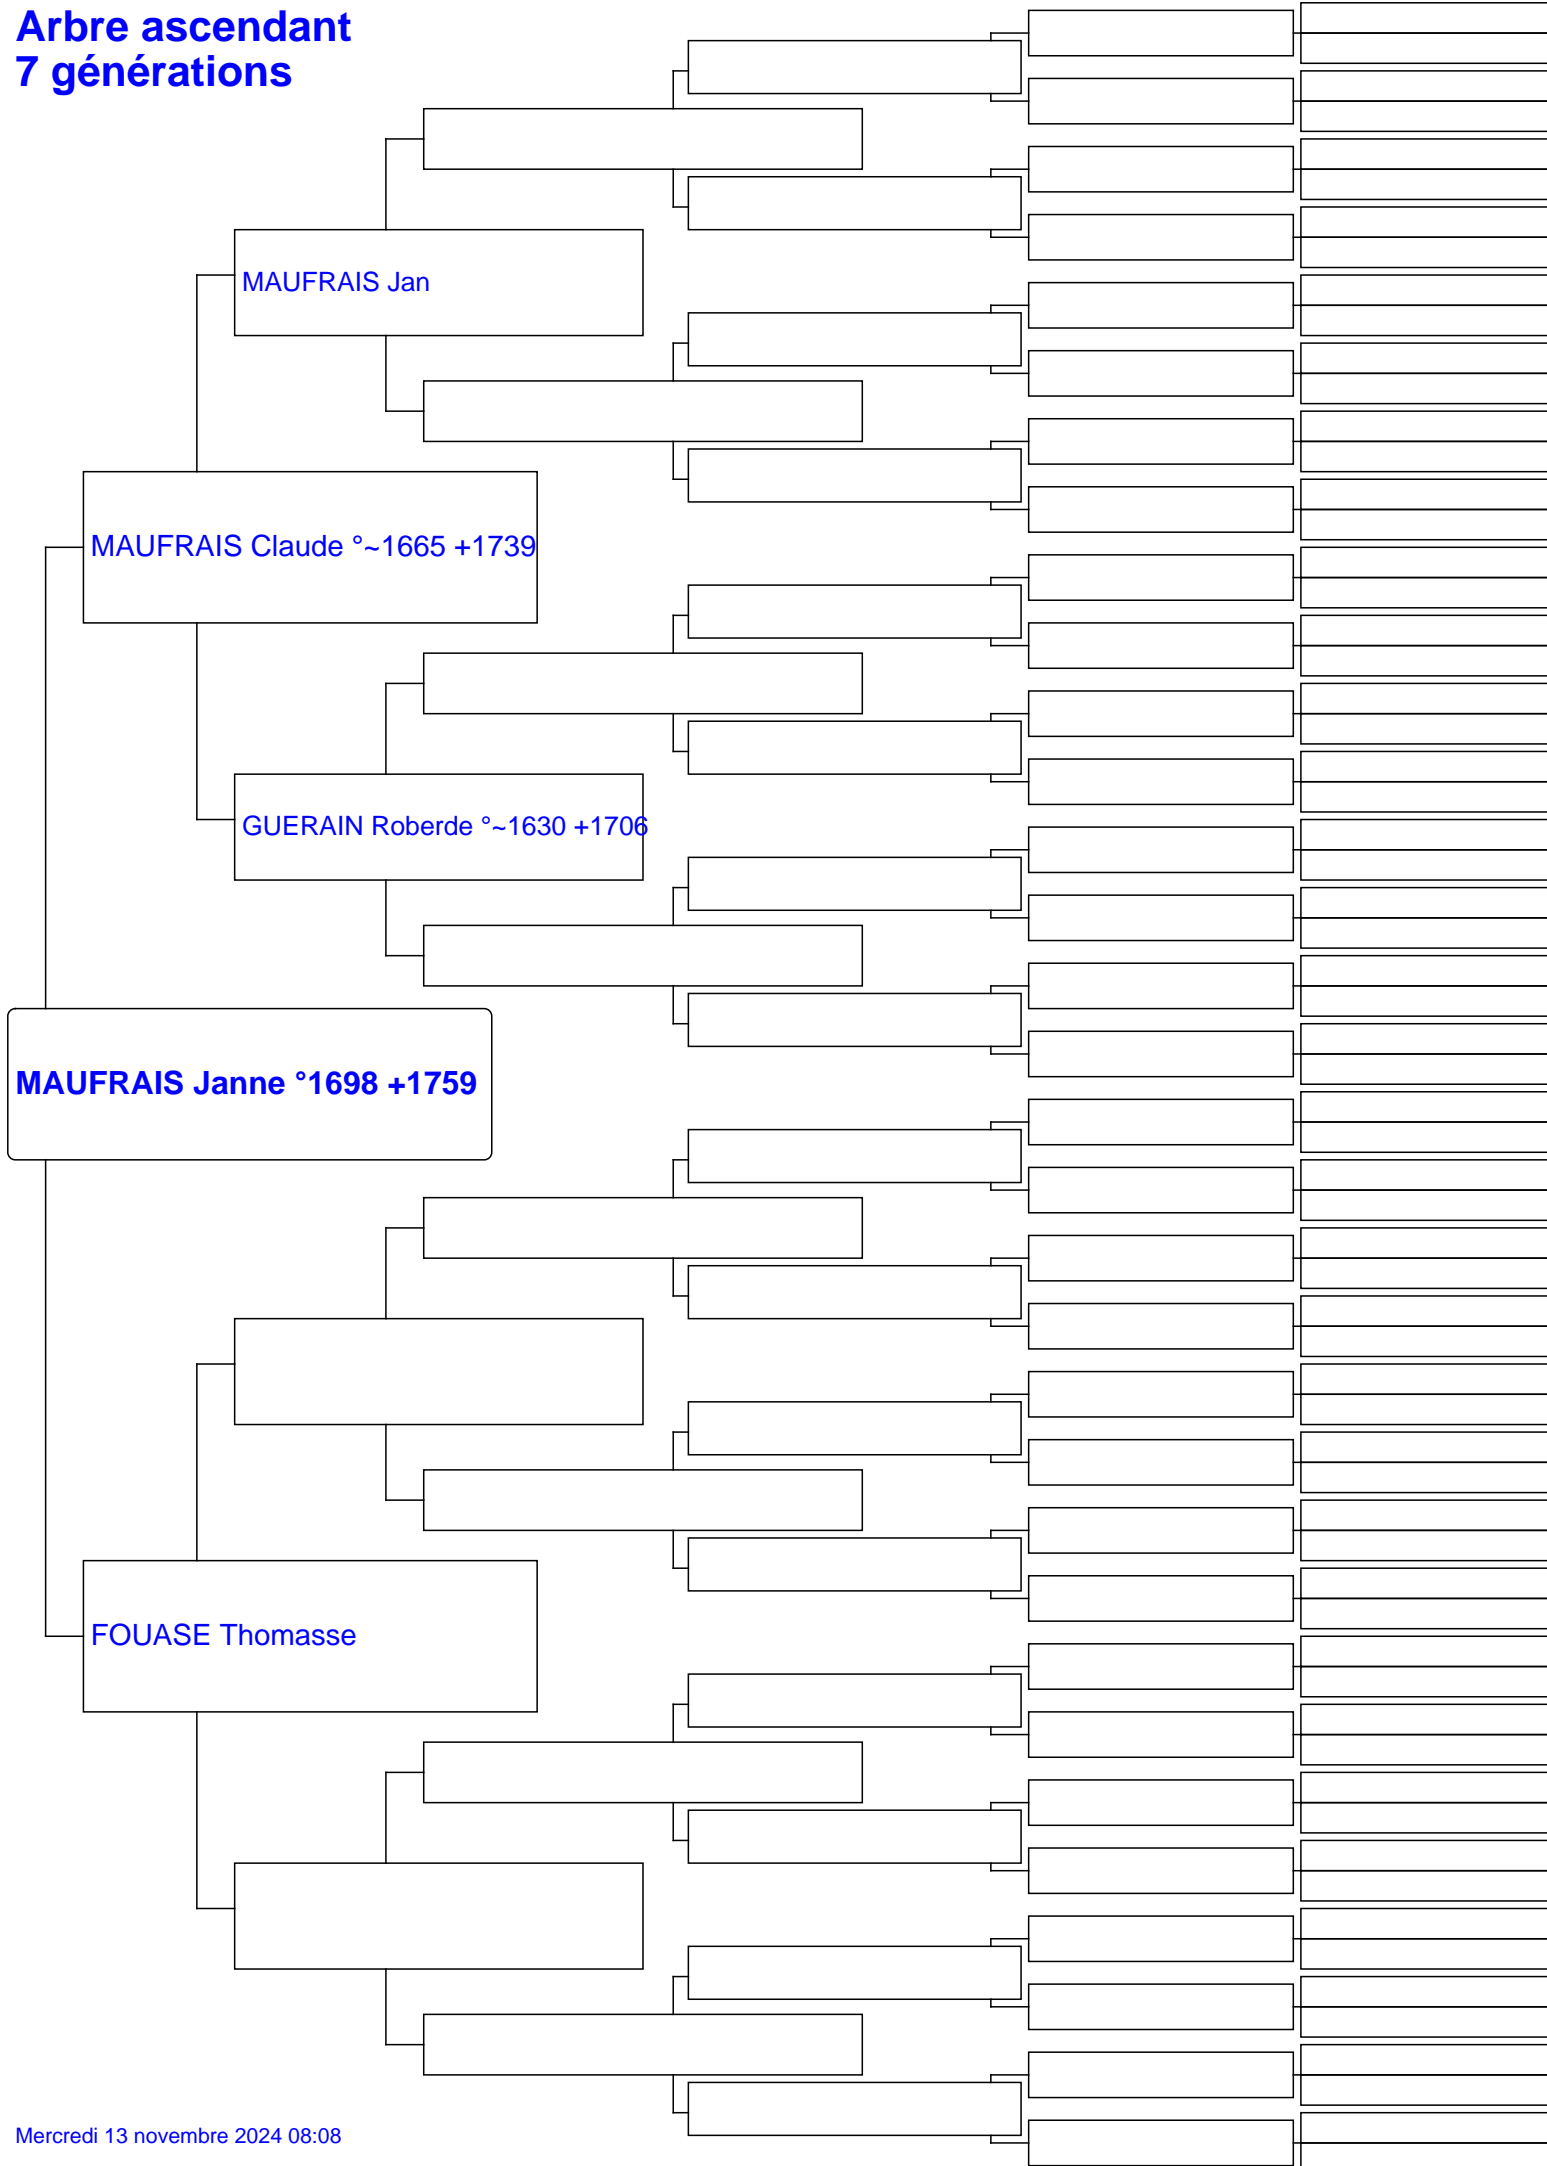 Arbre ascendant
7 générations
MAUFRAIS Jan
MAUFRAIS Claude °~1665 +1739
GUERAIN Roberde °~1630 +1706
MAUFRAIS Janne °1698 +1759
FOUASE Thomasse
Mercredi 13 novembre 2024 08:08